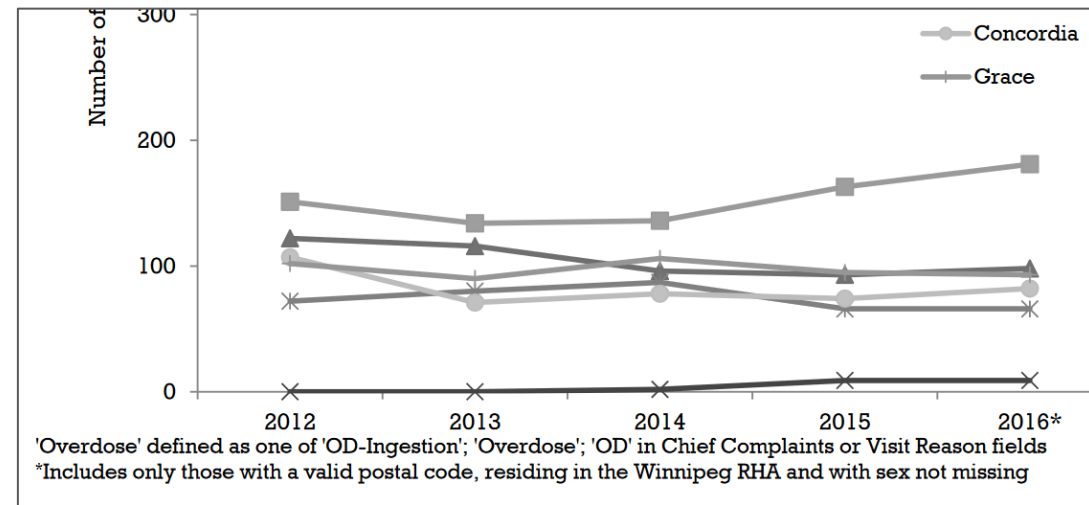 300
Number of
Concordia
Grace
200
100
0
2012 2013 2014 2015 2016*
'Overdose' defined as one of 'OD-Ingestion'; 'Overdose'; 'OD' in Chief Complaints or Visit Reason fields
*Includes only those with a valid postal code, residing in the Winnipeg RHA and with sex not missing